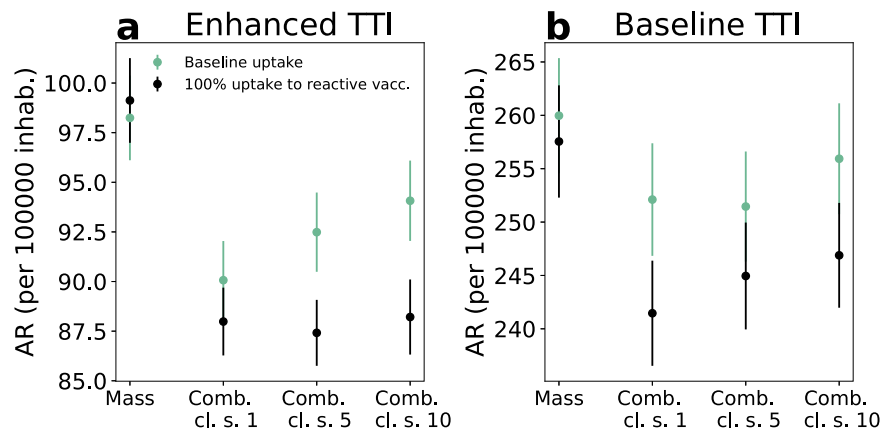 a Enhanced TTI
AR (per 100000 inhab.)
100.0
97.5
95.0
92.5
90.0
87.5
85.0
Baseline uptake
100% uptake to reactive vacc.
Mass
Comb.
cl. s. 1
Comb.
cl. s. 5
Comb.
cl. s. 10
b Baseline TTI
AR (per 100000 inhab.)
265
260
255
250
245
240
Mass
Comb.
cl. s. 1
Comb.
cl. s. 5
Comb.
cl. s. 10